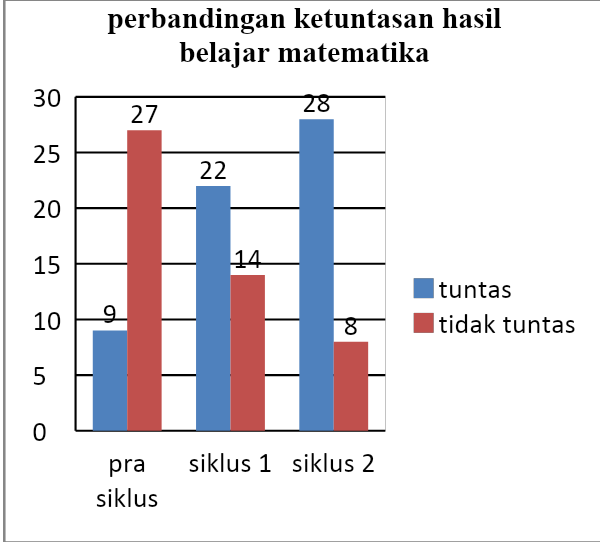 perbandingan ketuntasan hasil
belajar matematika
30
25
20
15
10
5
0
9
27
22
14
28
8
pra
siklus
siklus 1
siklus 2
tuntas
tidak tuntas